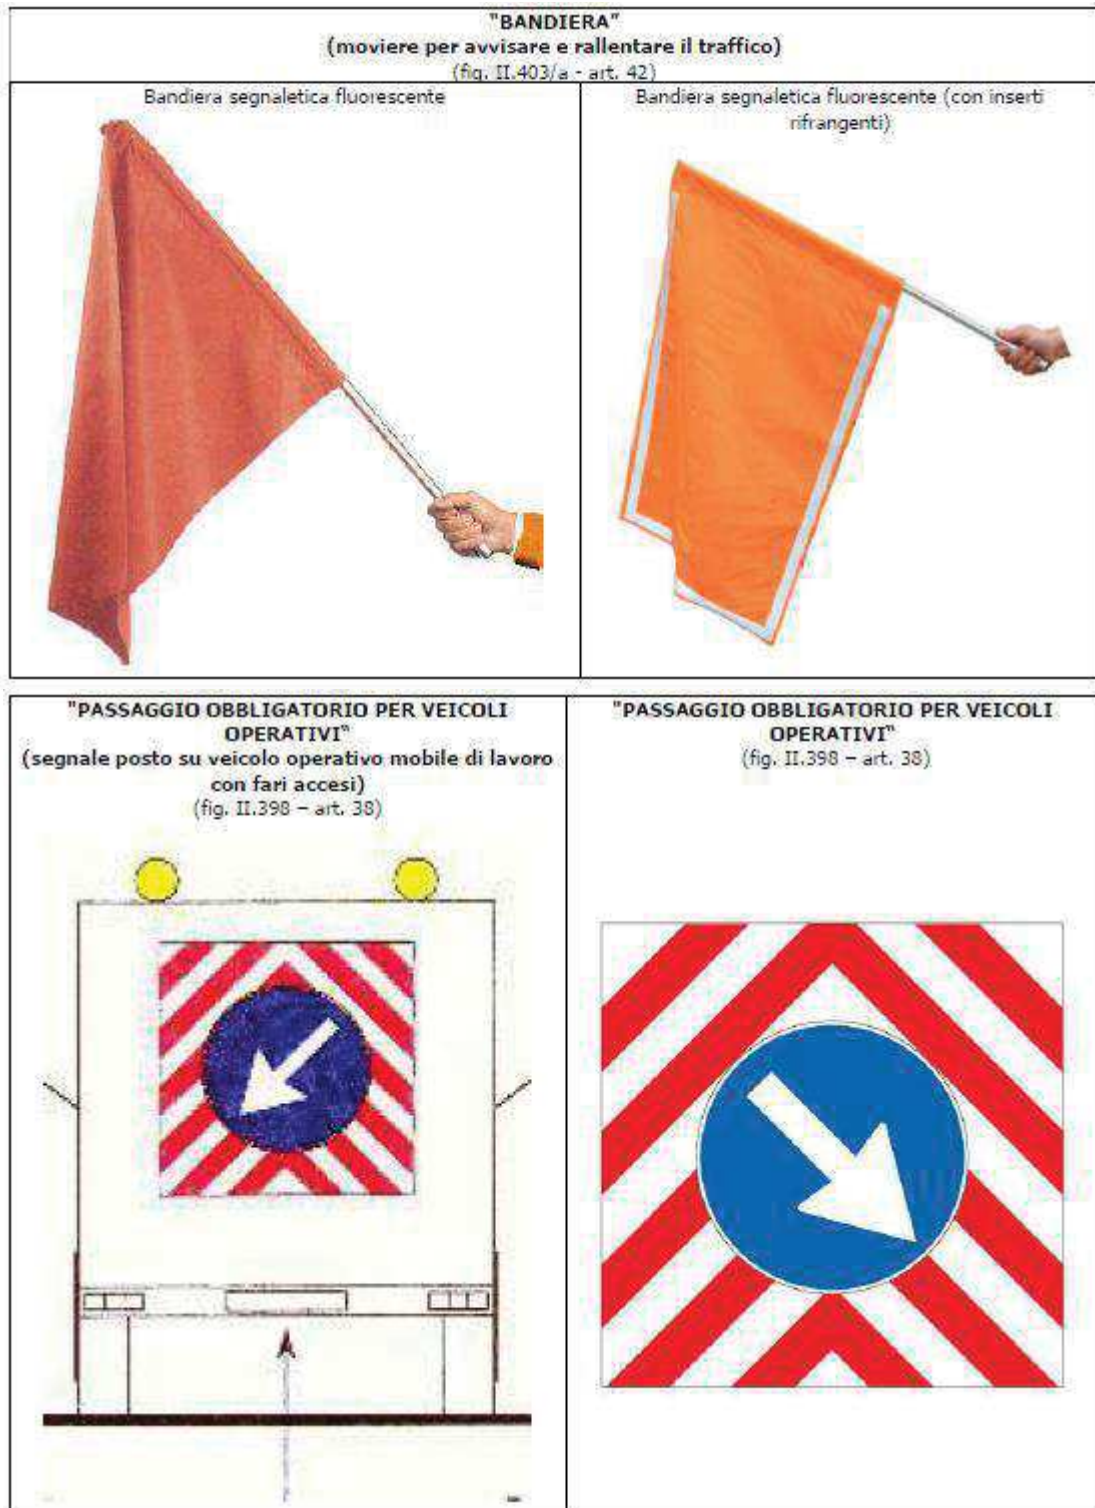 "BANDIERA"
(moviere per avvisare e rallentare il traffico)
(fig. II.403/a - art. 42)
Bandiera segnaletica fluorescente
Bandiera segnaletica fluorescente (con inserti
rifrangenti)
"PASSAGGIO OBBLIGATORIO PER VEICOLI
OPERATIVI"
(segnale posto su veicolo operativo mobile di lavoro
con fari accesi)
(fig. II.398 – art. 38)
"PASSAGGIO OBBLIGATORIO PER VEICOLI
OPERATIVI"
(fig. II.398 – art. 38)